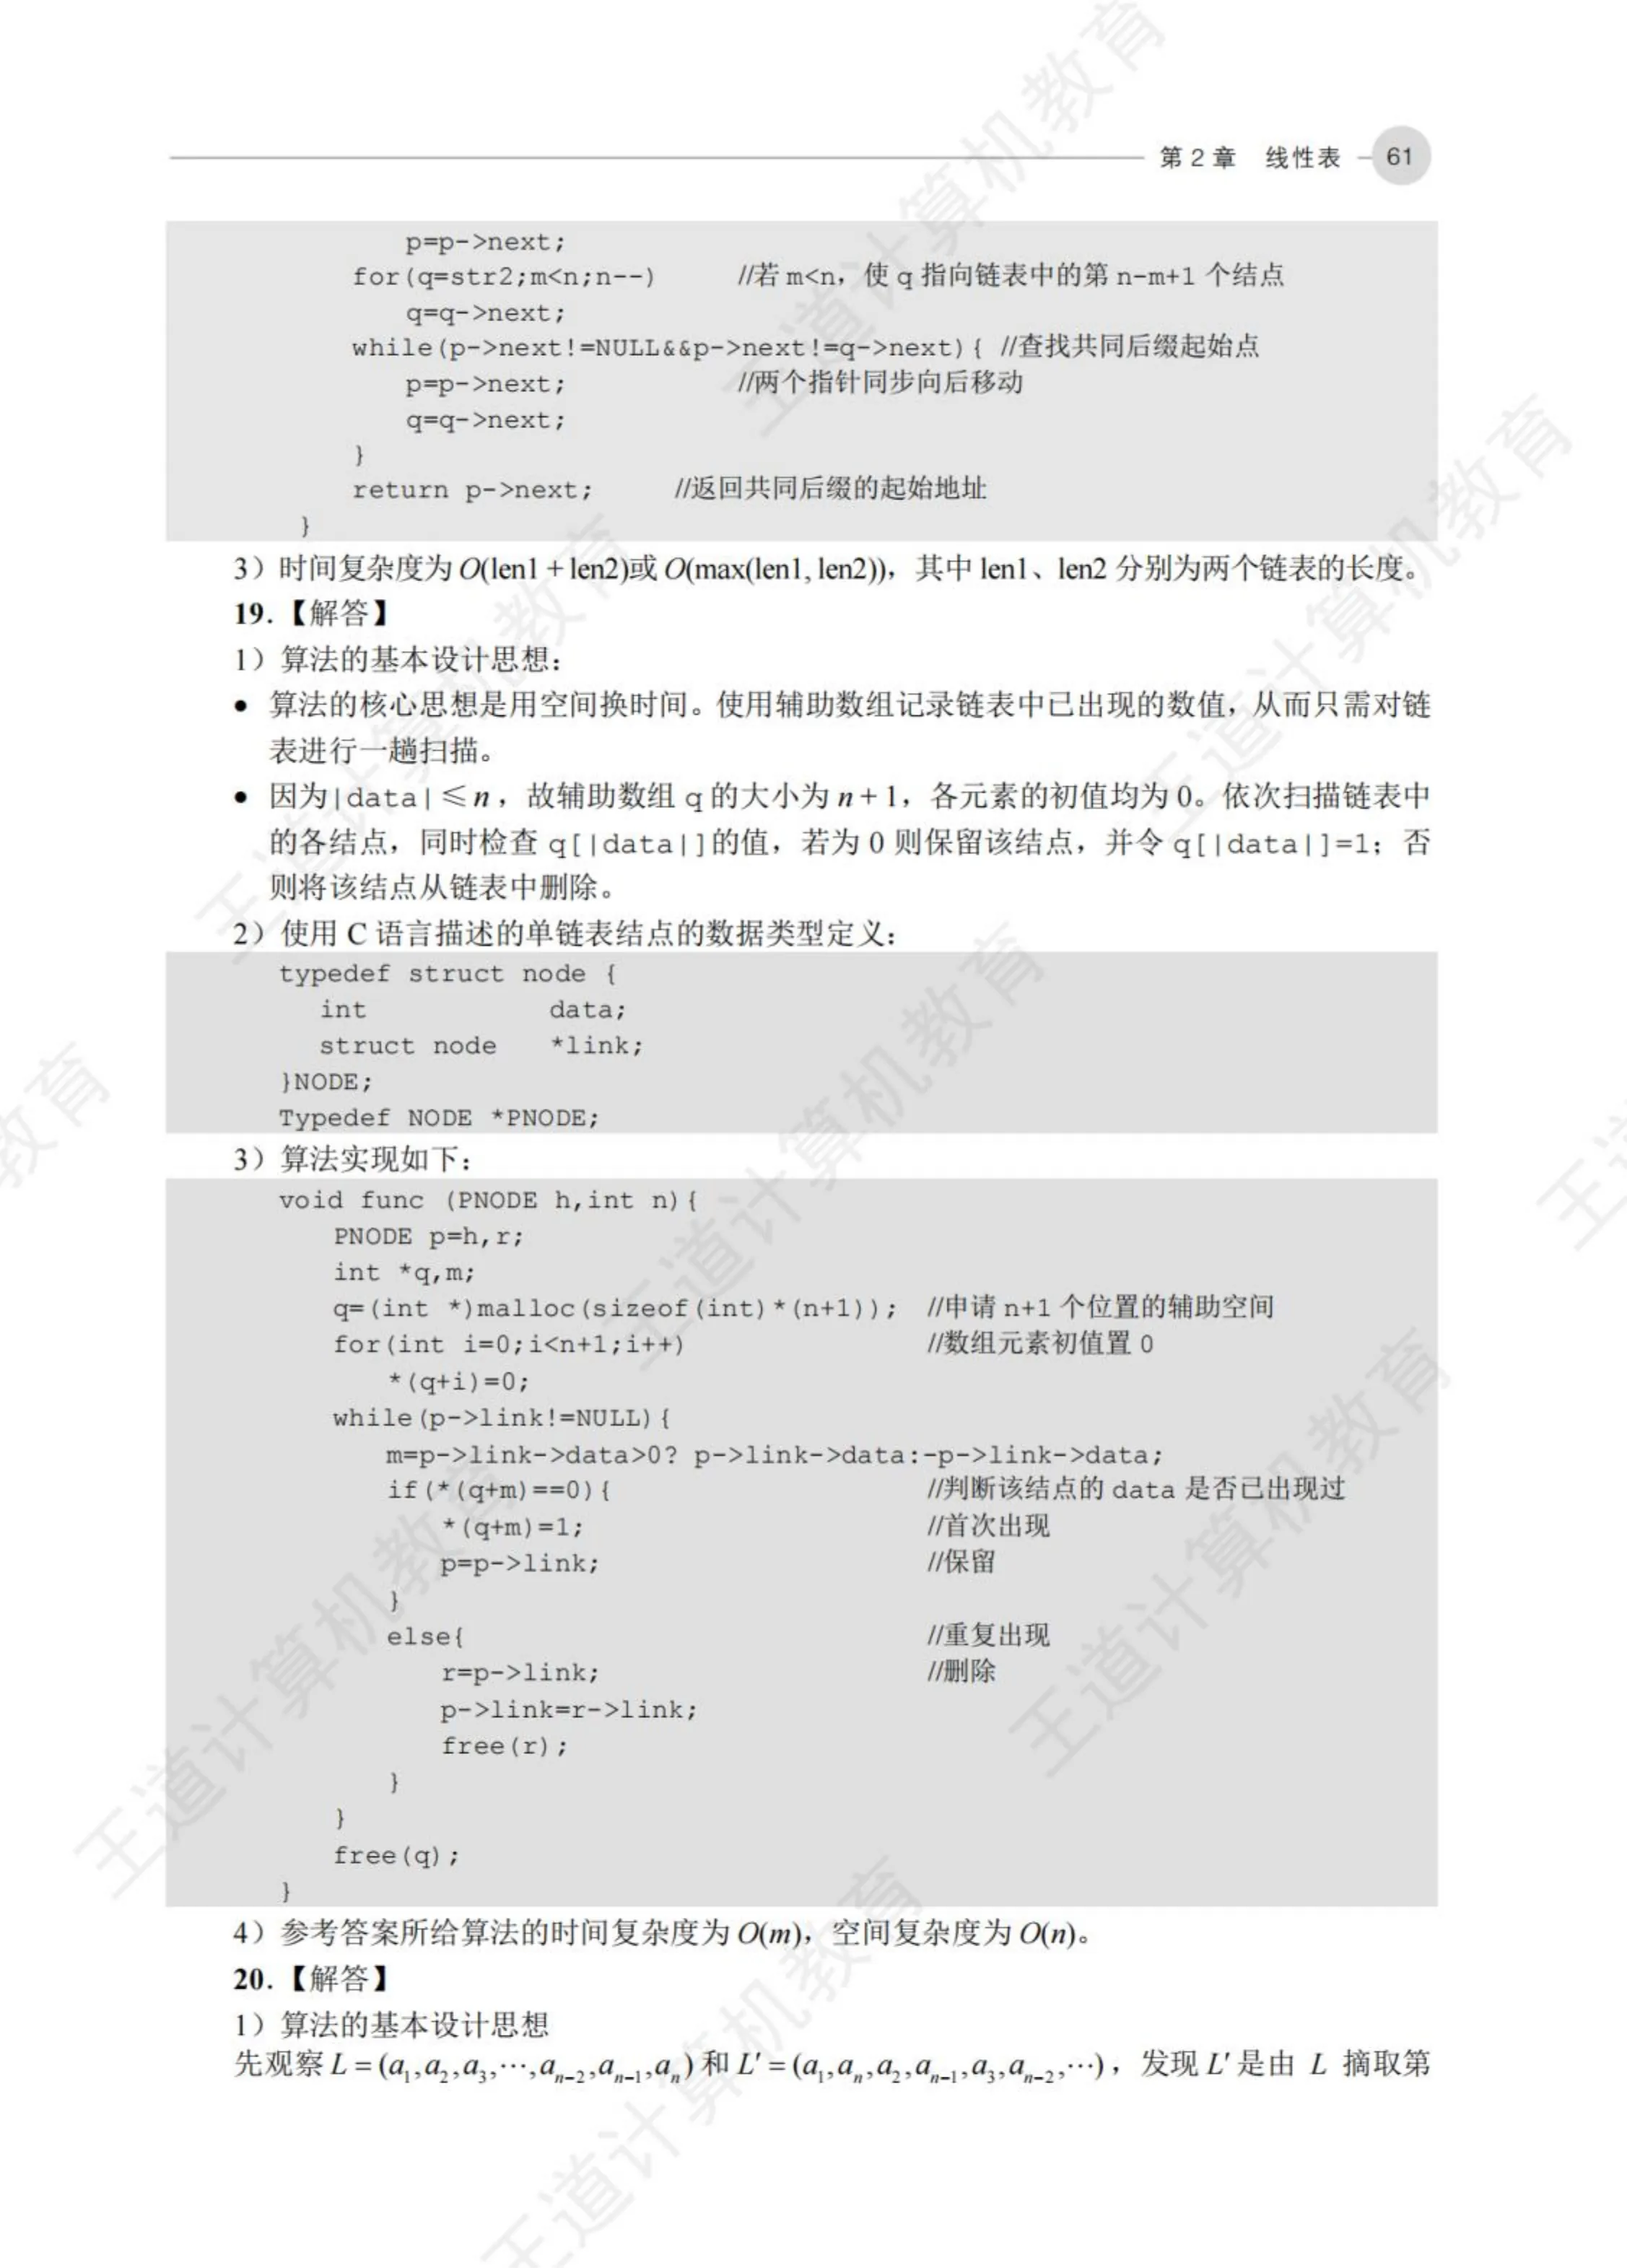 第 2 章 线性表 61
p=p->next;
for(q=str2;m<n;n--) //若 m<n，使 q 指向链表中的第 n-m+1 个结点
q=q->next;
while(p->next!=NULL&&p->next!=q->next){ //查找共同后缀起始点
p=p->next; //两个指针同步向后移动
q=q->next;
}
return p->next; //返回共同后缀的起始地址
}
3）时间复杂度为 O(len1 + len2)或 O(max(len1, len2))，其中 len1、len2 分别为两个链表的长度。
19.【解答】
1）算法的基本设计思想：
● 算法的核心思想是用空间换时间。使用辅助数组记录链表中已出现的数值，从而只需对链
表进行一趟扫描。
● 因为|data|≤n，故辅助数组 q 的大小为 n + 1，各元素的初值均为 0。依次扫描链表中
的各结点，同时检查 q[|data|]的值，若为 0 则保留该结点，并令 q[|data|]=1；否
则将该结点从链表中删除。
2）使用 C 语言描述的单链表结点的数据类型定义：
typedef struct node {
int data;
struct node *link;
}NODE;
Typedef NODE *PNODE;
3）算法实现如下：
void func (PNODE h,int n){
PNODE p=h,r;
int *q,m;
q=(int *)malloc(sizeof(int)*(n+1)); //申请 n+1 个位置的辅助空间
for(int i=0;i<n+1;i++) //数组元素初值置 0
*(q+i)=0;
while(p->link!=NULL){
m=p->link->data>0? p->link->data:-p->link->data;
if(*(q+m)==0){ //判断该结点的 data 是否已出现过
*(q+m)=1; //首次出现
p=p->link; //保留
}
else{ //重复出现
r=p->link; //删除
p->link=r->link;
free(r);
}
}
free(q);
}
4）参考答案所给算法的时间复杂度为 O(m)，空间复杂度为 O(n)。
20.【解答】
1）算法的基本设计思想
先观察 L = (a₁,a₂,a₃,⋯,aₙ₋₂,aₙ₋₁,aₙ) 和 L′ = (a₁,aₙ,a₂,aₙ₋₁,a₃,aₙ₋₂,⋯)，发现 L′ 是由 L 摘取第
王道计算机教育